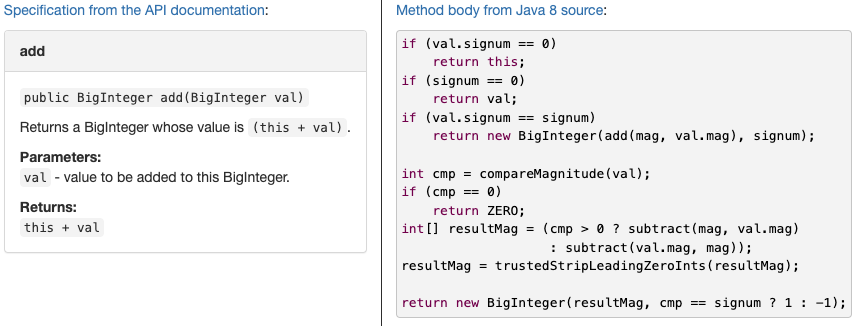 Specification from the API documentation:
add
public BigInteger add(BigInteger val)
Returns a BigInteger whose value is (this + val).
Parameters:
val - value to be added to this BigInteger.
Returns:
this + val
Method body from Java 8 source:
if (val.signum == 0)
    return this;
if (signum == 0)
    return val;
if (val.signum == signum)
    return new BigInteger(add(mag, val.mag), signum);

int cmp = compareMagnitude(val);
if (cmp == 0)
    return ZERO;
int[] resultMag = (cmp > 0 ? subtract(mag, val.mag)
                   : subtract(val.mag, mag));
resultMag = trustedStripLeadingZeroInts(resultMag);

return new BigInteger(resultMag, cmp == signum ? 1 : -1);